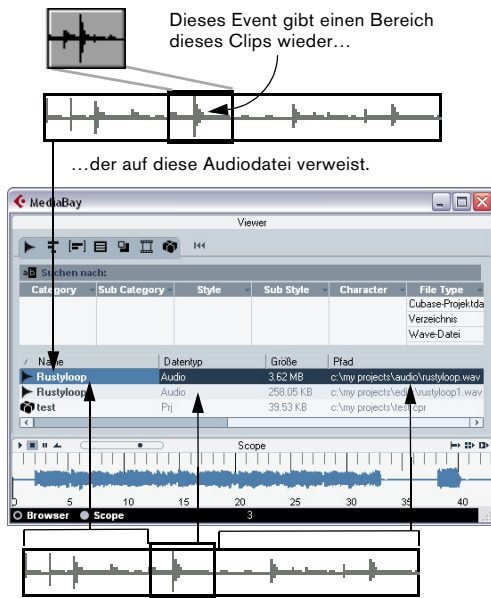 Dieses Event gibt einen Bereich
dieses Clips wieder…
…der auf diese Audiodatei verweist.
MediaBay
Viewer
Suchen nach:
Category Sub Category Style Sub Style Character File Type
Cubase-Projektda
Verzeichnis
Wave-Datei
Name Datentyp Größe Pfad
Rustyloop Audio 3.62 MB c:\my projects\audio\rustyloop.wav
Rustyloop Audio 258.05 KB c:\my projects\edit\rustyloop1.wav
test Prj 39.53 KB c:\my projects\test.cpr
Scope
0 5 10 15 20 25 30 35 40
Browser Scope 3